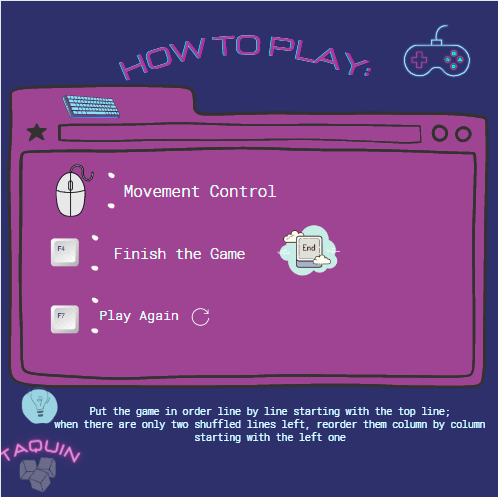 HOW TO PLAY:
: Movement Control
F4 : Finish the Game End
F7 : Play Again
Put the game in order line by line starting with the top line;
when there are only two shuffled lines left, reorder them column by column
starting with the left one
TAQUIN